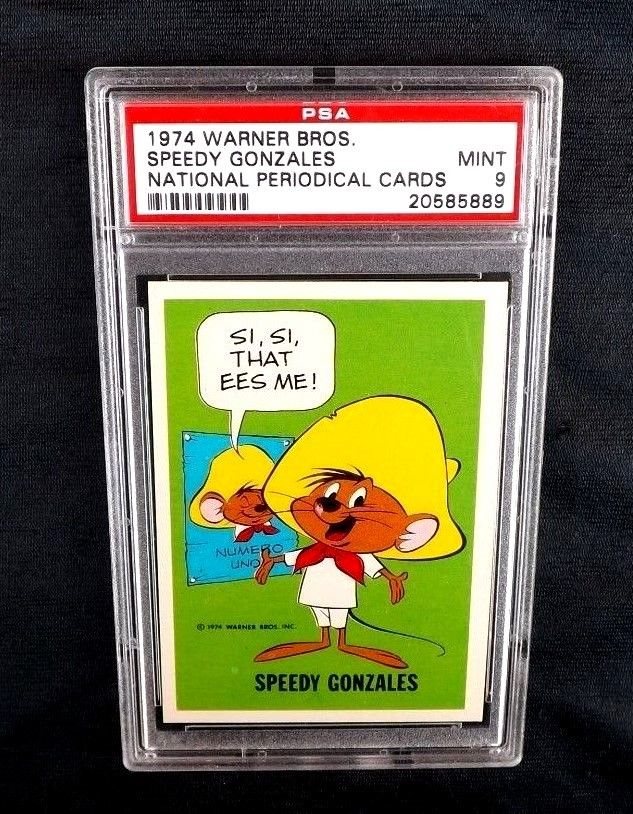 PSA
1974 WARNER BROS.
SPEEDY GONZALES MINT
NATIONAL PERIODICAL CARDS 9
20585889
SI, SI,
THAT
EES ME!
NUMERO
UNO
© 1974 WARNER BROS. INC.
SPEEDY GONZALES